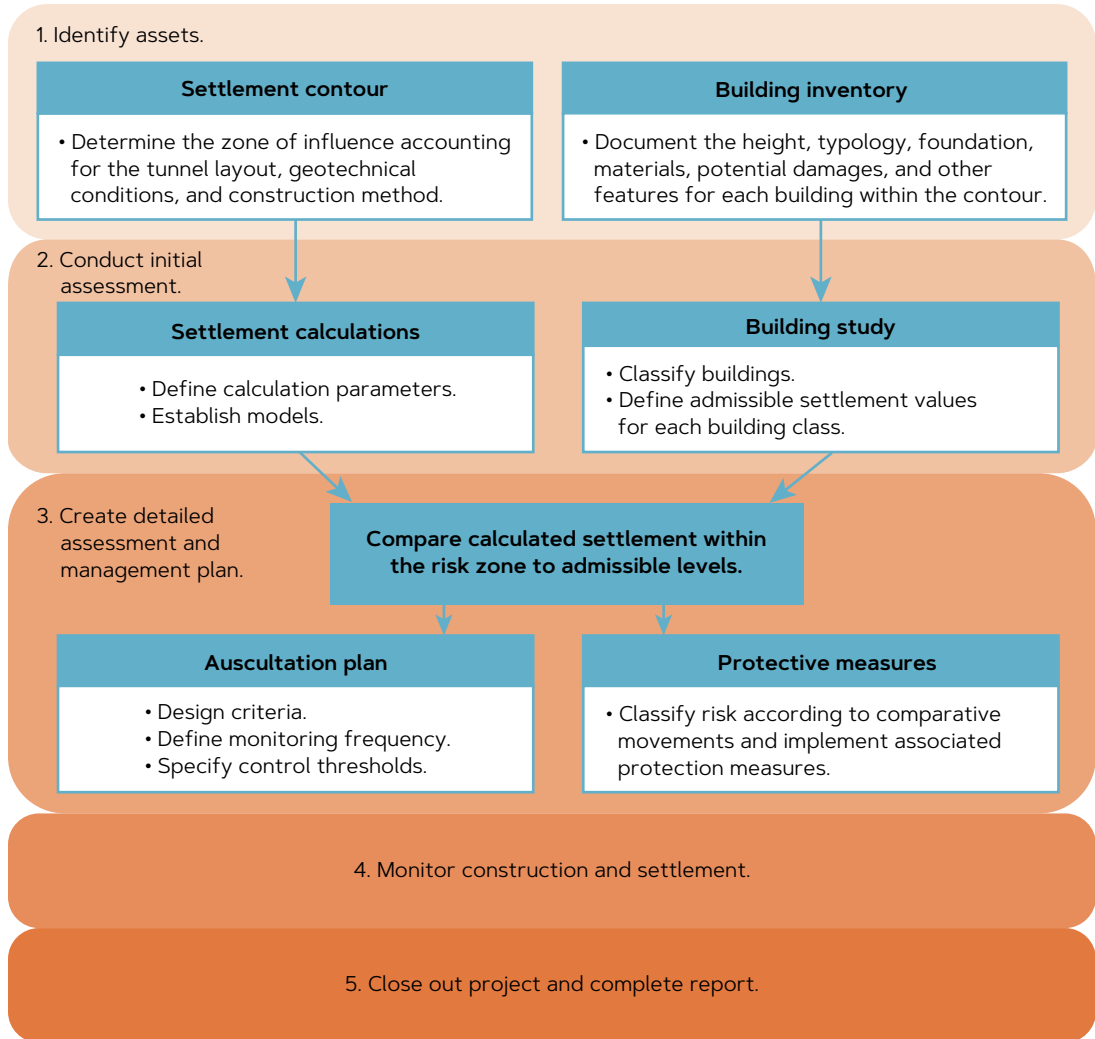 1. Identify assets.
Settlement contour
• Determine the zone of influence accounting
for the tunnel layout, geotechnical
conditions, and construction method.
Building inventory
• Document the height, typology, foundation,
materials, potential damages, and other
features for each building within the contour.
2. Conduct initial
assessment.
Settlement calculations
• Define calculation parameters.
• Establish models.
Building study
• Classify buildings.
• Define admissible settlement values
for each building class.
3. Create detailed
assessment and
management plan.
Compare calculated settlement within
the risk zone to admissible levels.
Auscultation plan
• Design criteria.
• Define monitoring frequency.
• Specify control thresholds.
Protective measures
• Classify risk according to comparative
movements and implement associated
protection measures.
4. Monitor construction and settlement.
5. Close out project and complete report.